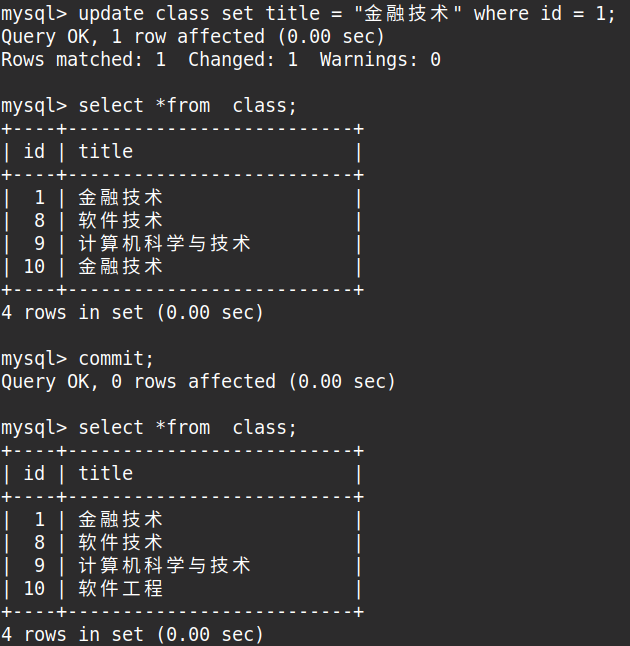 mysql> update class set title = "金融技术" where id = 1;
Query OK, 1 row affected (0.00 sec)
Rows matched: 1  Changed: 1  Warnings: 0
mysql> select *from  class;
+----+--------------------------+
| id | title                    |
+----+--------------------------+
|  1 | 金融技术                 |
|  8 | 软件技术                 |
|  9 | 计算机科学与技术         |
| 10 | 金融技术                 |
+----+--------------------------+
4 rows in set (0.00 sec)
mysql> commit;
Query OK, 0 rows affected (0.00 sec)
mysql> select *from  class;
+----+--------------------------+
| id | title                    |
+----+--------------------------+
|  1 | 金融技术                 |
|  8 | 软件技术                 |
|  9 | 计算机科学与技术         |
| 10 | 软件工程                 |
+----+--------------------------+
4 rows in set (0.00 sec)